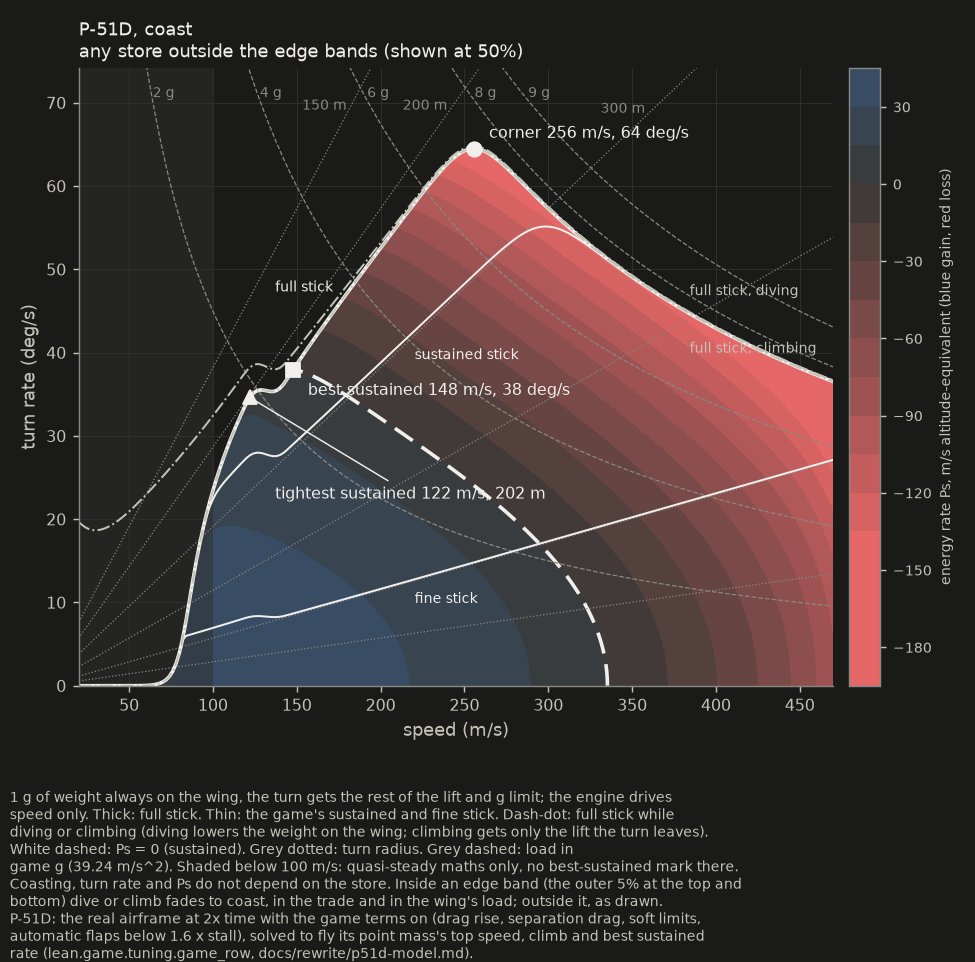 P-51D, coast
any store outside the edge bands (shown at 50%)
2 g
4 g
150 m
6 g
200 m
8 g
9 g
300 m
corner 256 m/s, 64 deg/s
full stick
full stick, diving
sustained stick
full stick, climbing
best sustained 148 m/s, 38 deg/s
tightest sustained 122 m/s, 202 m
fine stick
70
60
50
40
30
20
10
0
turn rate (deg/s)
50
100
150
200
250
300
350
400
450
speed (m/s)
30
0
−30
−60
−90
−120
−150
−180
energy rate Ps, m/s altitude-equivalent (blue gain, red loss)
1 g of weight always on the wing, the turn gets the rest of the lift and g limit; the engine drives
speed only. Thick: full stick. Thin: the game's sustained and fine stick. Dash-dot: full stick while
diving or climbing (diving lowers the weight on the wing; climbing gets only the lift the turn leaves).
White dashed: Ps = 0 (sustained). Grey dotted: turn radius. Grey dashed: load in
game g (39.24 m/s^2). Shaded below 100 m/s: quasi-steady maths only, no best-sustained mark there.
Coasting, turn rate and Ps do not depend on the store. Inside an edge band (the outer 5% at the top and
bottom) dive or climb fades to coast, in the trade and in the wing's load; outside it, as drawn.
P-51D: the real airframe at 2x time with the game terms on (drag rise, separation drag, soft limits,
automatic flaps below 1.6 x stall), solved to fly its point mass's top speed, climb and best sustained
rate (lean.game.tuning.game_row, docs/rewrite/p51d-model.md).